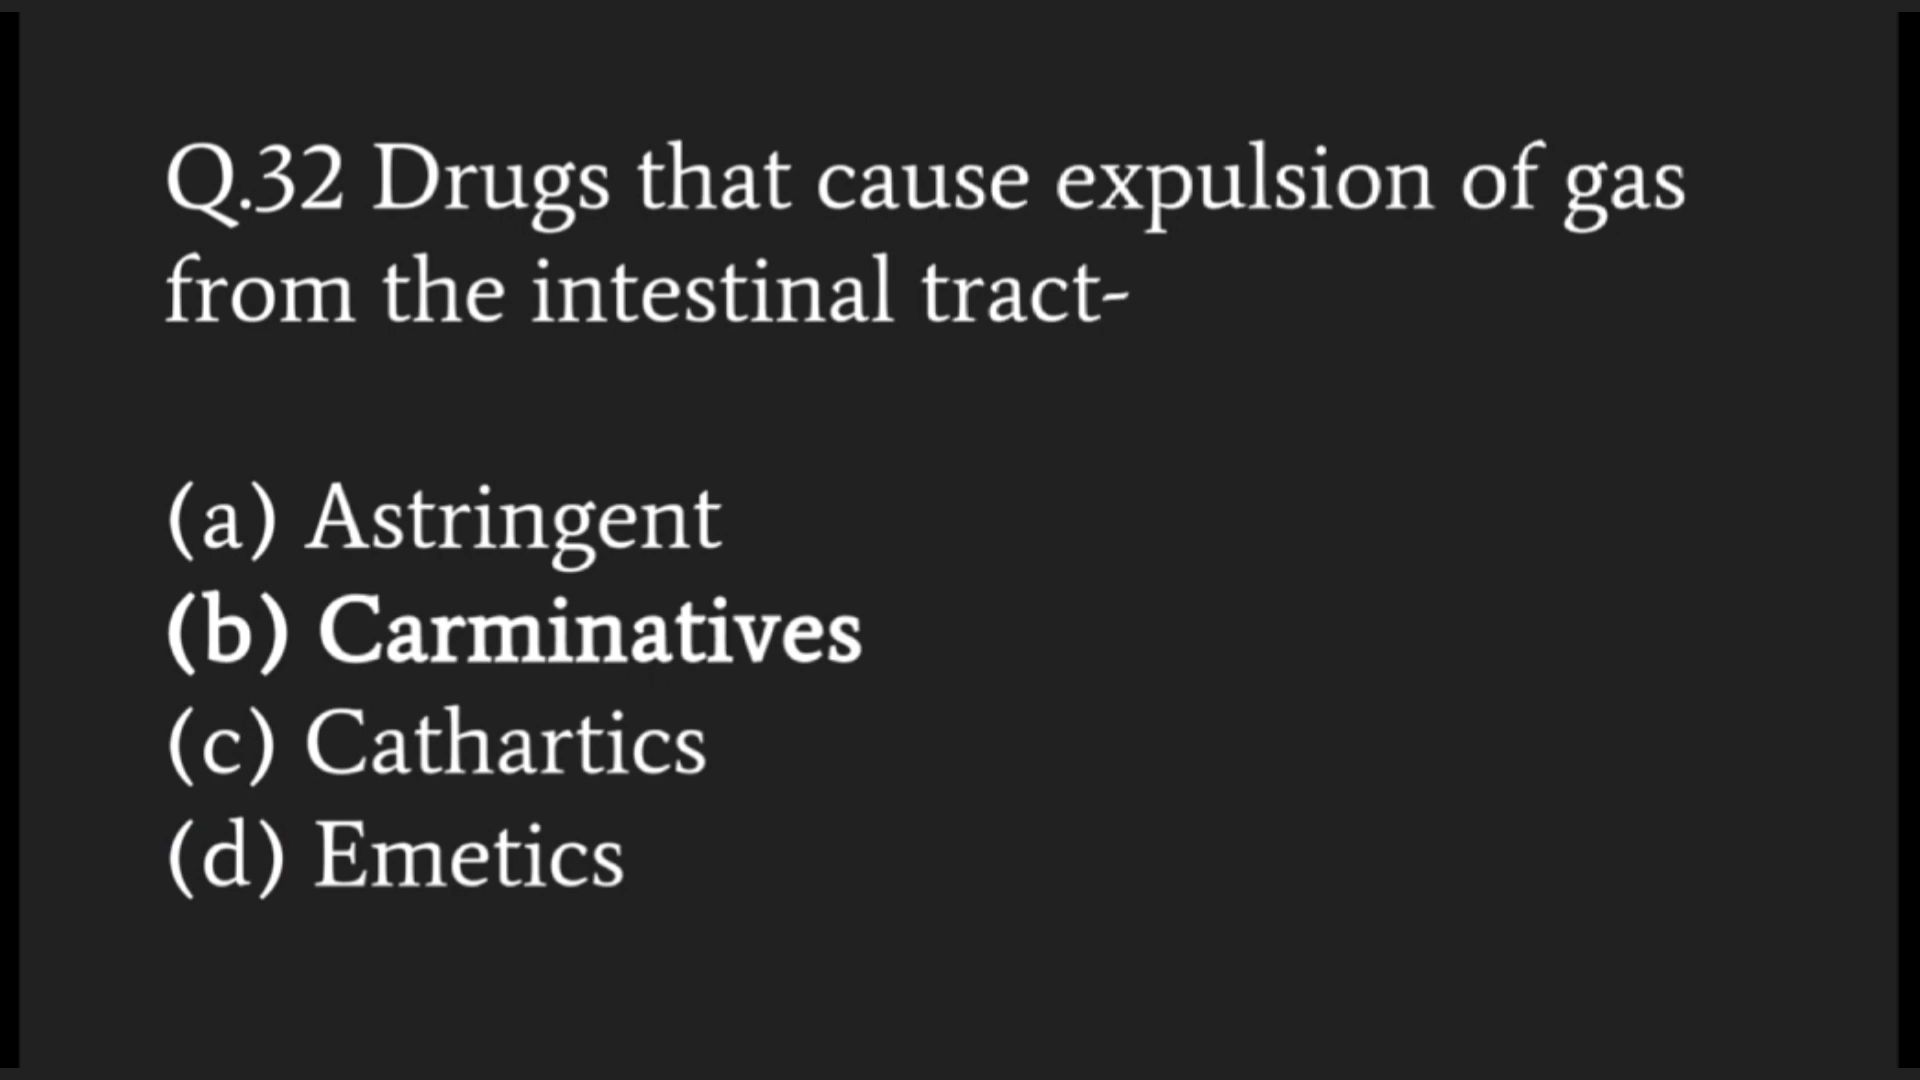 Q.32 Drugs that cause expulsion of gas
from the intestinal tract-
(a) Astringent
(b) Carminatives
(c) Cathartics
(d) Emetics